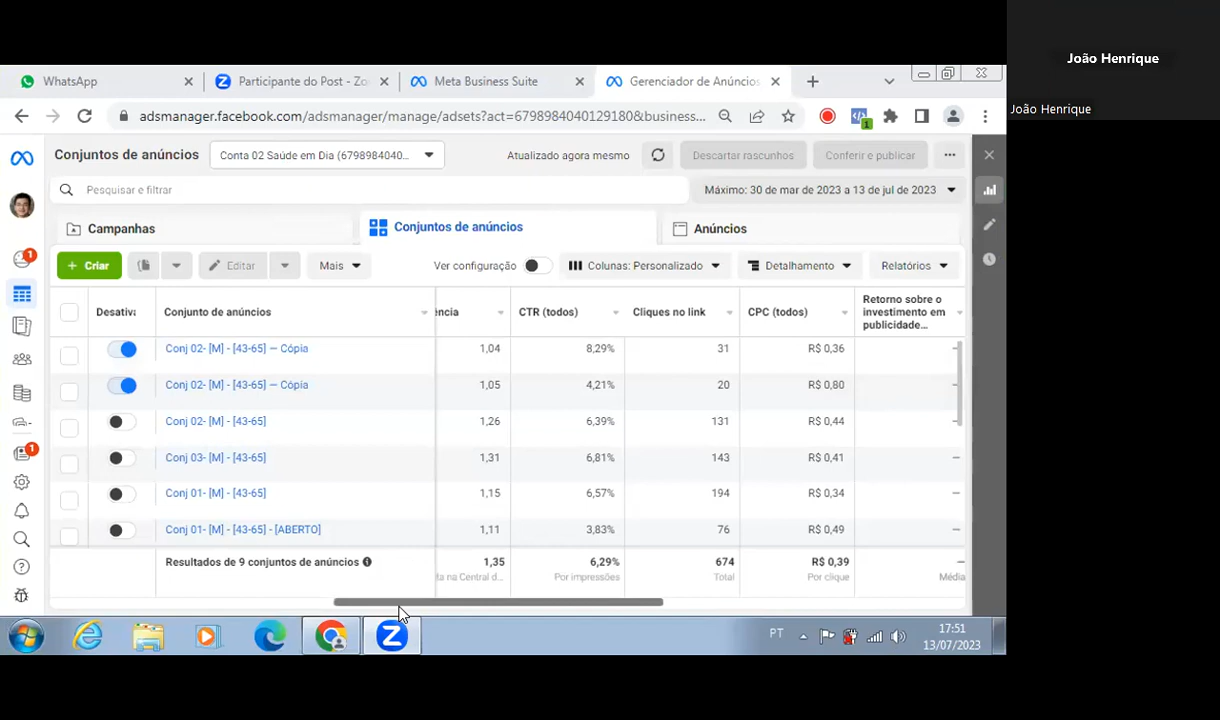 João Henrique
João Henrique
WhatsApp
Participante do Post - Zo
Meta Business Suite
Gerenciador de Anúncios
adsmanager.facebook.com/adsmanager/manage/adsets?act=6798984040129180&business...
1
Conjuntos de anúncios
Conta 02 Saúde em Dia (6798984040...
Atualizado agora mesmo
Descartar rascunhos
Conferir e publicar
Pesquisar e filtrar
Máximo: 30 de mar de 2023 a 13 de jul de 2023
Campanhas
Conjuntos de anúncios
Anúncios
1
+ Criar
Editar
Mais
Ver configuração
Colunas: Personalizado
Detalhamento
Relatórios
Desativa
Conjunto de anúncios
ência
CTR (todos)
Cliques no link
CPC (todos)
Retorno sobre o
investimento em
publicidade...
Conj 02- [M] - [43-65] — Cópia
1,04
8,29%
31
R$ 0,36
—
Conj 02- [M] - [43-65] — Cópia
1,05
4,21%
20
R$ 0,80
—
Conj 02- [M] - [43-65]
1,26
6,39%
131
R$ 0,44
—
Conj 03- [M] - [43-65]
1,31
6,81%
143
R$ 0,41
—
1
Conj 01- [M] - [43-65]
1,15
6,57%
194
R$ 0,34
—
Conj 01- [M] - [43-65] - [ABERTO]
1,11
3,83%
76
R$ 0,49
—
Resultados de 9 conjuntos de anúncios
1,35
6,29%
674
R$ 0,39
—
ta na Central d...
Por impressões
Total
Por clique
Média
PT
17:51
13/07/2023